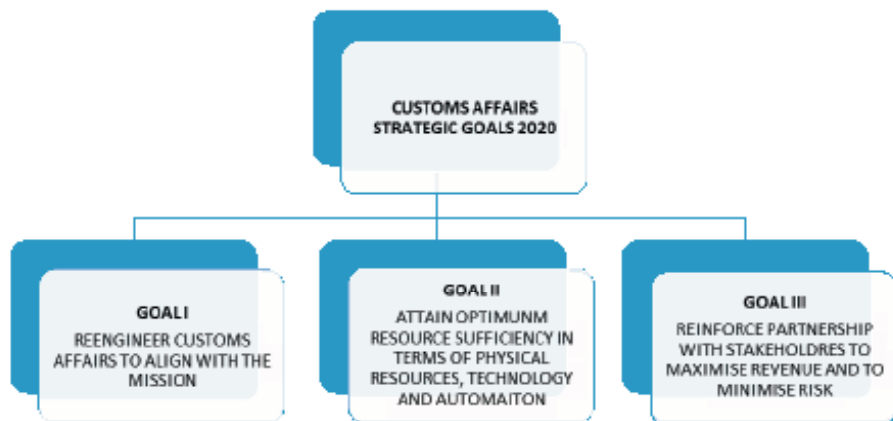 CUSTOMS AFFAIRS
STRATEGIC GOALS 2020
GOAL I
REENGINEER CUSTOMS
AFFAIRS TO ALIGN WITH THE
MISSION
GOAL II
ATTAIN OPTIMUNM
RESOURCE SUFFICIENCY IN
TERMS OF PHYSICAL
RESOURCES, TECHNOLOGY
AND AUTOMAITON
GOAL III
REINFORCE PARTNERSHIP
WITH STAKEHOLDRES TO
MAXIMISE REVENUE AND TO
MINIMISE RISK